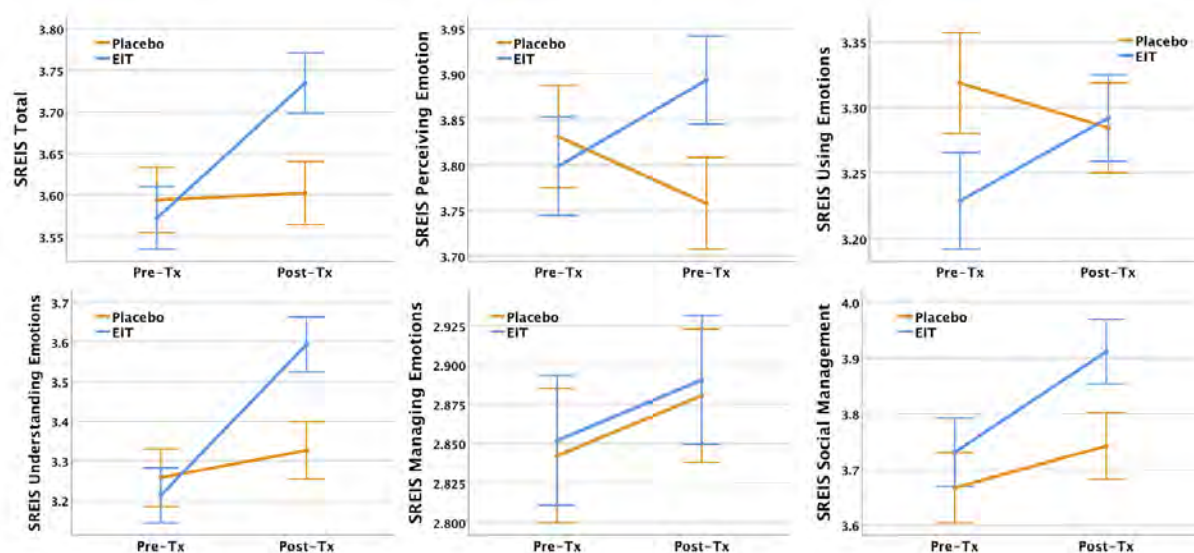 SREIS Total
3.80
3.75
3.70
3.65
3.60
3.55
Placebo
EIT
Pre-Tx
Post-Tx
SREIS Perceiving Emotion
3.95
3.90
3.85
3.80
3.75
3.70
Placebo
EIT
Pre-Tx
Pre-Tx
SREIS Using Emotions
3.35
3.30
3.25
3.20
Placebo
EIT
Pre-Tx
Post-Tx
SREIS Understanding Emotions
3.7
3.6
3.5
3.4
3.3
3.2
Placebo
EIT
Pre-Tx
Post-Tx
SREIS Managing Emotions
2.925
2.900
2.875
2.850
2.825
2.800
Placebo
EIT
Pre-Tx
Post-Tx
SREIS Social Management
4.0
3.9
3.8
3.7
3.6
Placebo
EIT
Pre-Tx
Post-Tx